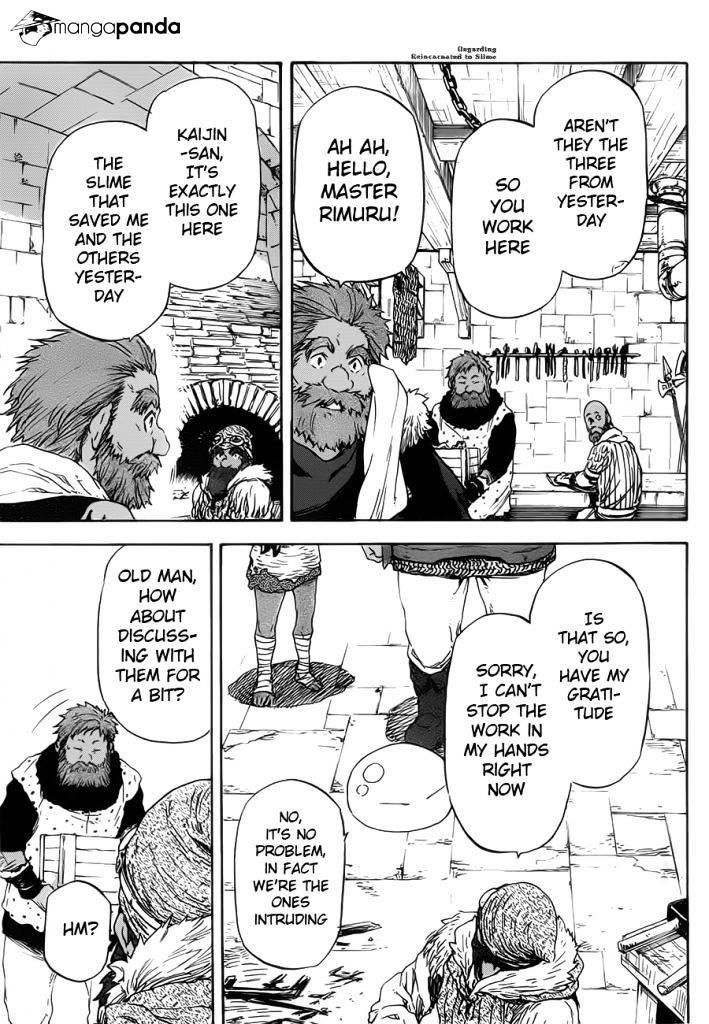 mangapanda
Regarding
Reincarnated to Slime
AREN'T
THEY THE
THREE
FROM
YESTER-
DAY
SO
YOU
WORK
HERE
AH AH,
HELLO,
MASTER
RIMURU!
KAIJIN
-SAN,
IT'S
EXACTLY
THIS ONE
HERE
THE
SLIME
THAT
SAVED ME
AND THE
OTHERS
YESTER-
DAY
IS
THAT SO,
YOU
HAVE MY
GRATI-
TUDE
SORRY,
I CAN'T
STOP THE
WORK IN
MY HANDS
RIGHT
NOW
NO,
IT'S NO
PROBLEM,
IN FACT
WE'RE THE
ONES
INTRUDING
OLD MAN,
HOW
ABOUT
DISCUSS-
ING WITH
THEM FOR
A BIT?
HM?